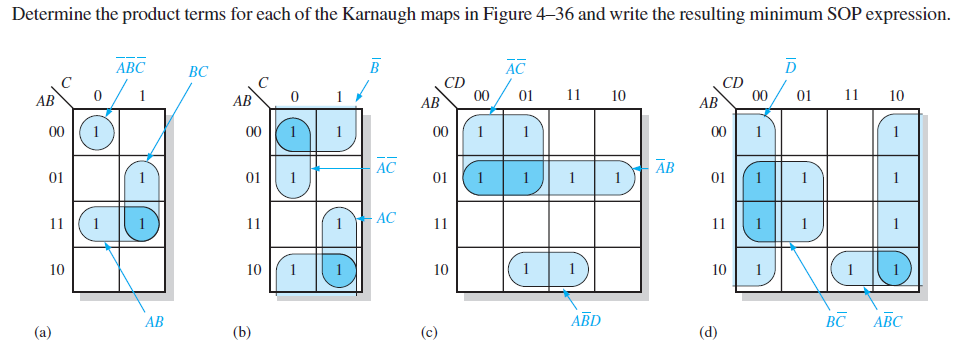 Determine the product terms for each of the Karnaugh maps in Figure 4–36 and write the resulting minimum SOP expression.
A̅B̅C̅
BC
C
AB
0 1
00 1
01 1
11 1 1
10
AB
(a)
B̅
C
AB
0 1
00 1 1
01 1
A̅C̅
11 1
AC
10 1 1
(b)
A̅C̅
CD
AB
00 01 11 10
00 1 1
01 1 1 1 1
A̅B
11
10 1 1
AB̅D
(c)
D̅
CD
AB
00 01 11 10
00 1 1
01 1 1 1
11 1 1 1
10 1 1 1
BC̅
AB̅C
(d)